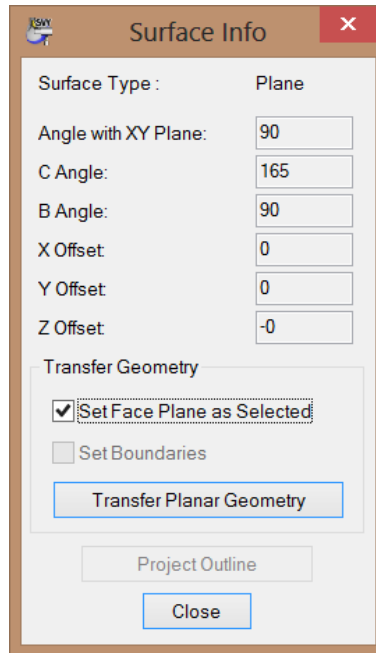 Surface Info
Surface Type : Plane
Angle with XY Plane: 90
C Angle: 165
B Angle: 90
X Offset: 0
Y Offset: 0
Z Offset: -0
Transfer Geometry
Set Face Plane as Selected
Set Boundaries
Transfer Planar Geometry
Project Outline
Close